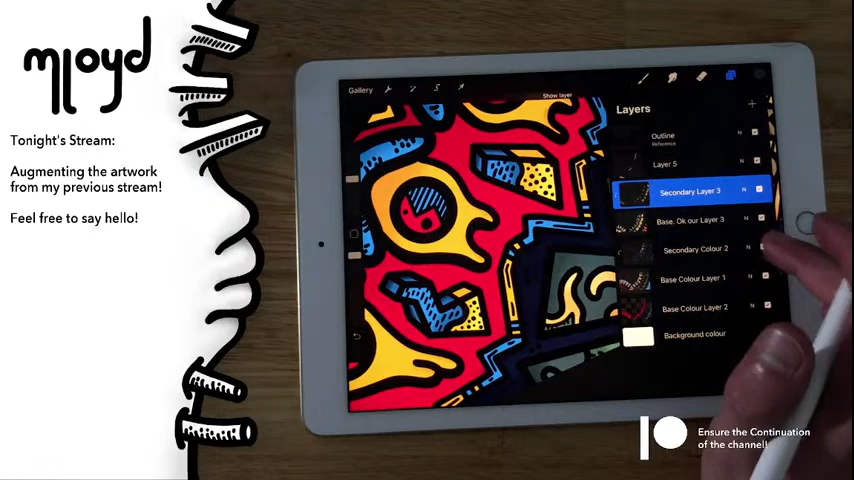 mloyd
Tonight's Stream:
Augmenting the artwork
from my previous stream!
Feel free to say hello!
Gallery
Show layer
Layers
Outline
N
Reference
Layer 5
N
Secondary Layer 3
N
Base. Ok our Layer 3
N
Secondary Colour 2
N
Base Colour Layer 1
N
Base Colour Layer 2
N
Background colour
Ensure the Continuation
of the channel!